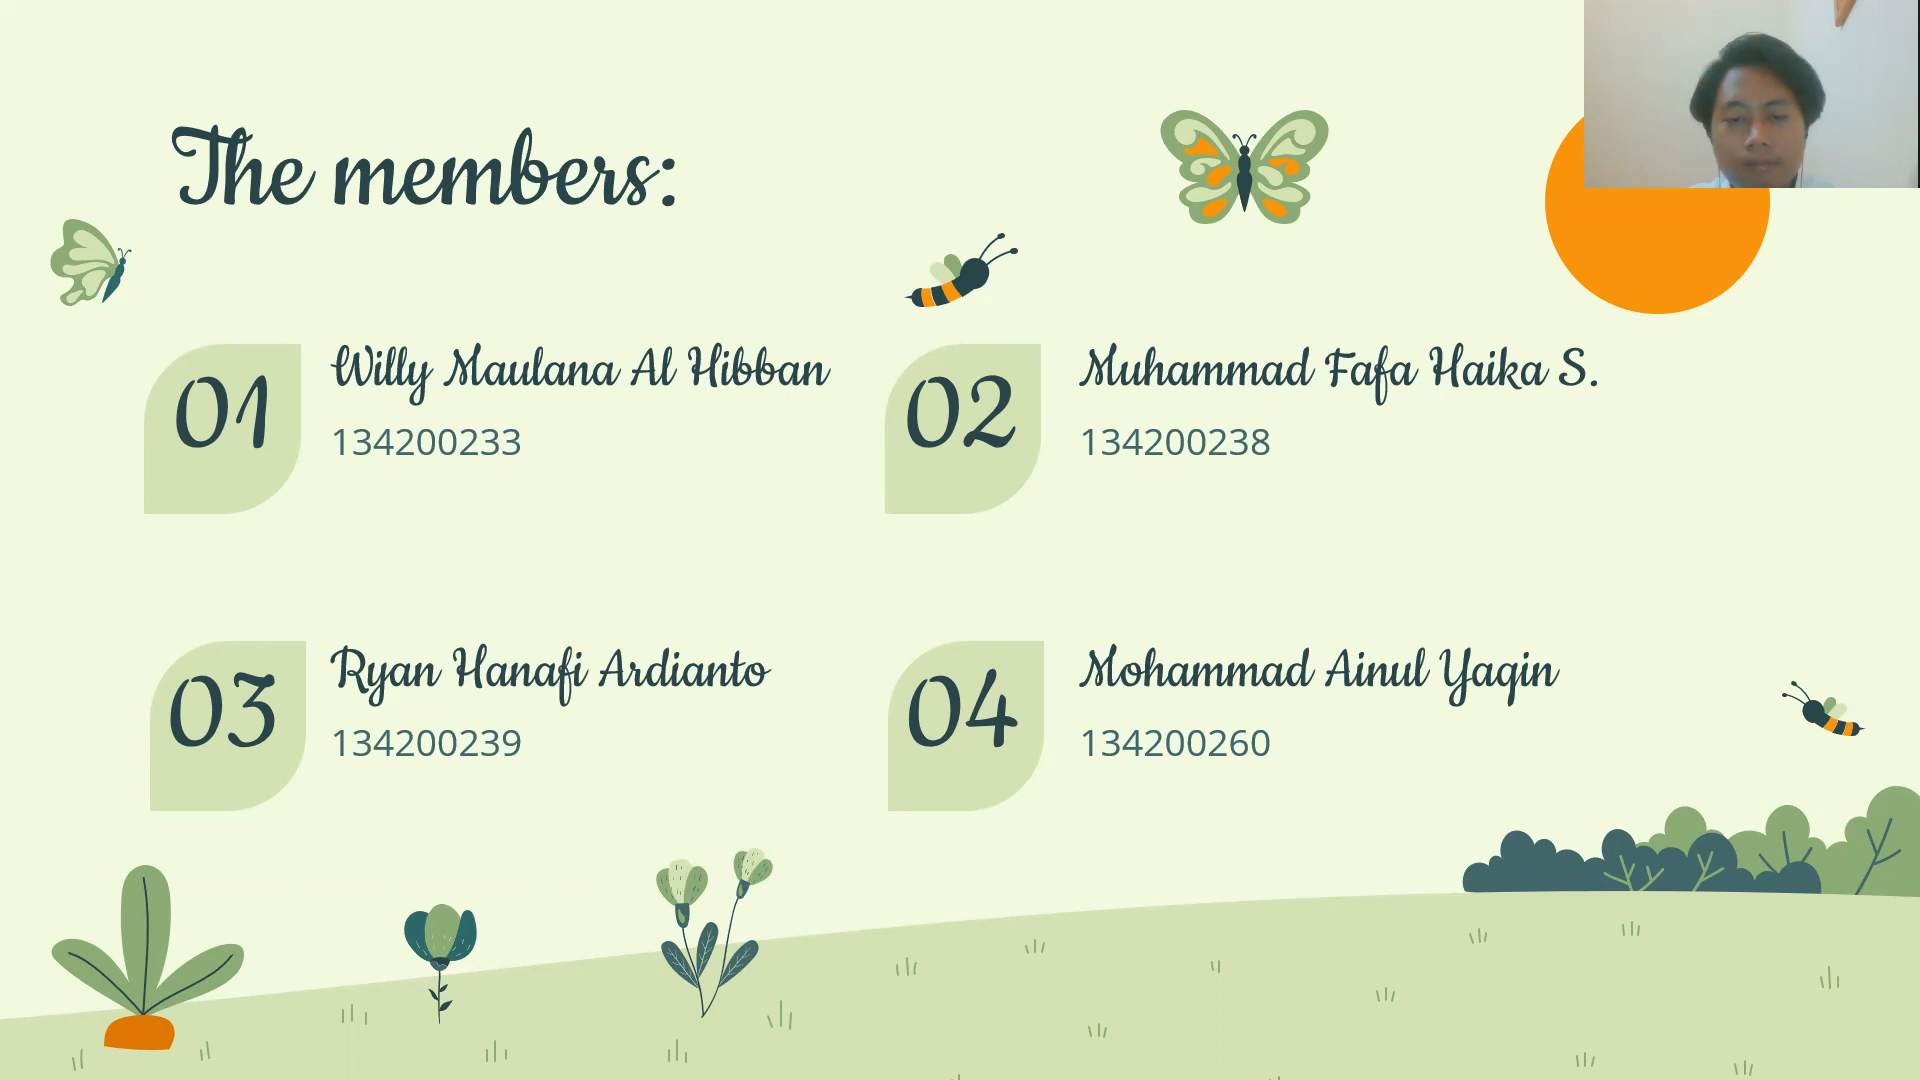 The members:
01
Willy Maulana Al Hibban
134200233
02
Muhammad Fafa Haika S.
134200238
03
Ryan Hanafi Ardianto
134200239
04
Mohammad Ainul Yaqin
134200260